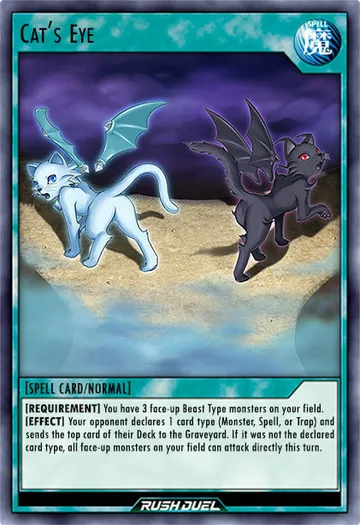 Cat's Eye
SPELL
魔
[SPELL CARD/NORMAL]
[REQUIREMENT] You have 3 face-up Beast Type monsters on your field.
[EFFECT] Your opponent declares 1 card type (Monster, Spell, or Trap) and
sends the top card of their Deck to the Graveyard. If it was not the declared
card type, all face-up monsters on your field can attack directly this turn.
RUSH DUEL